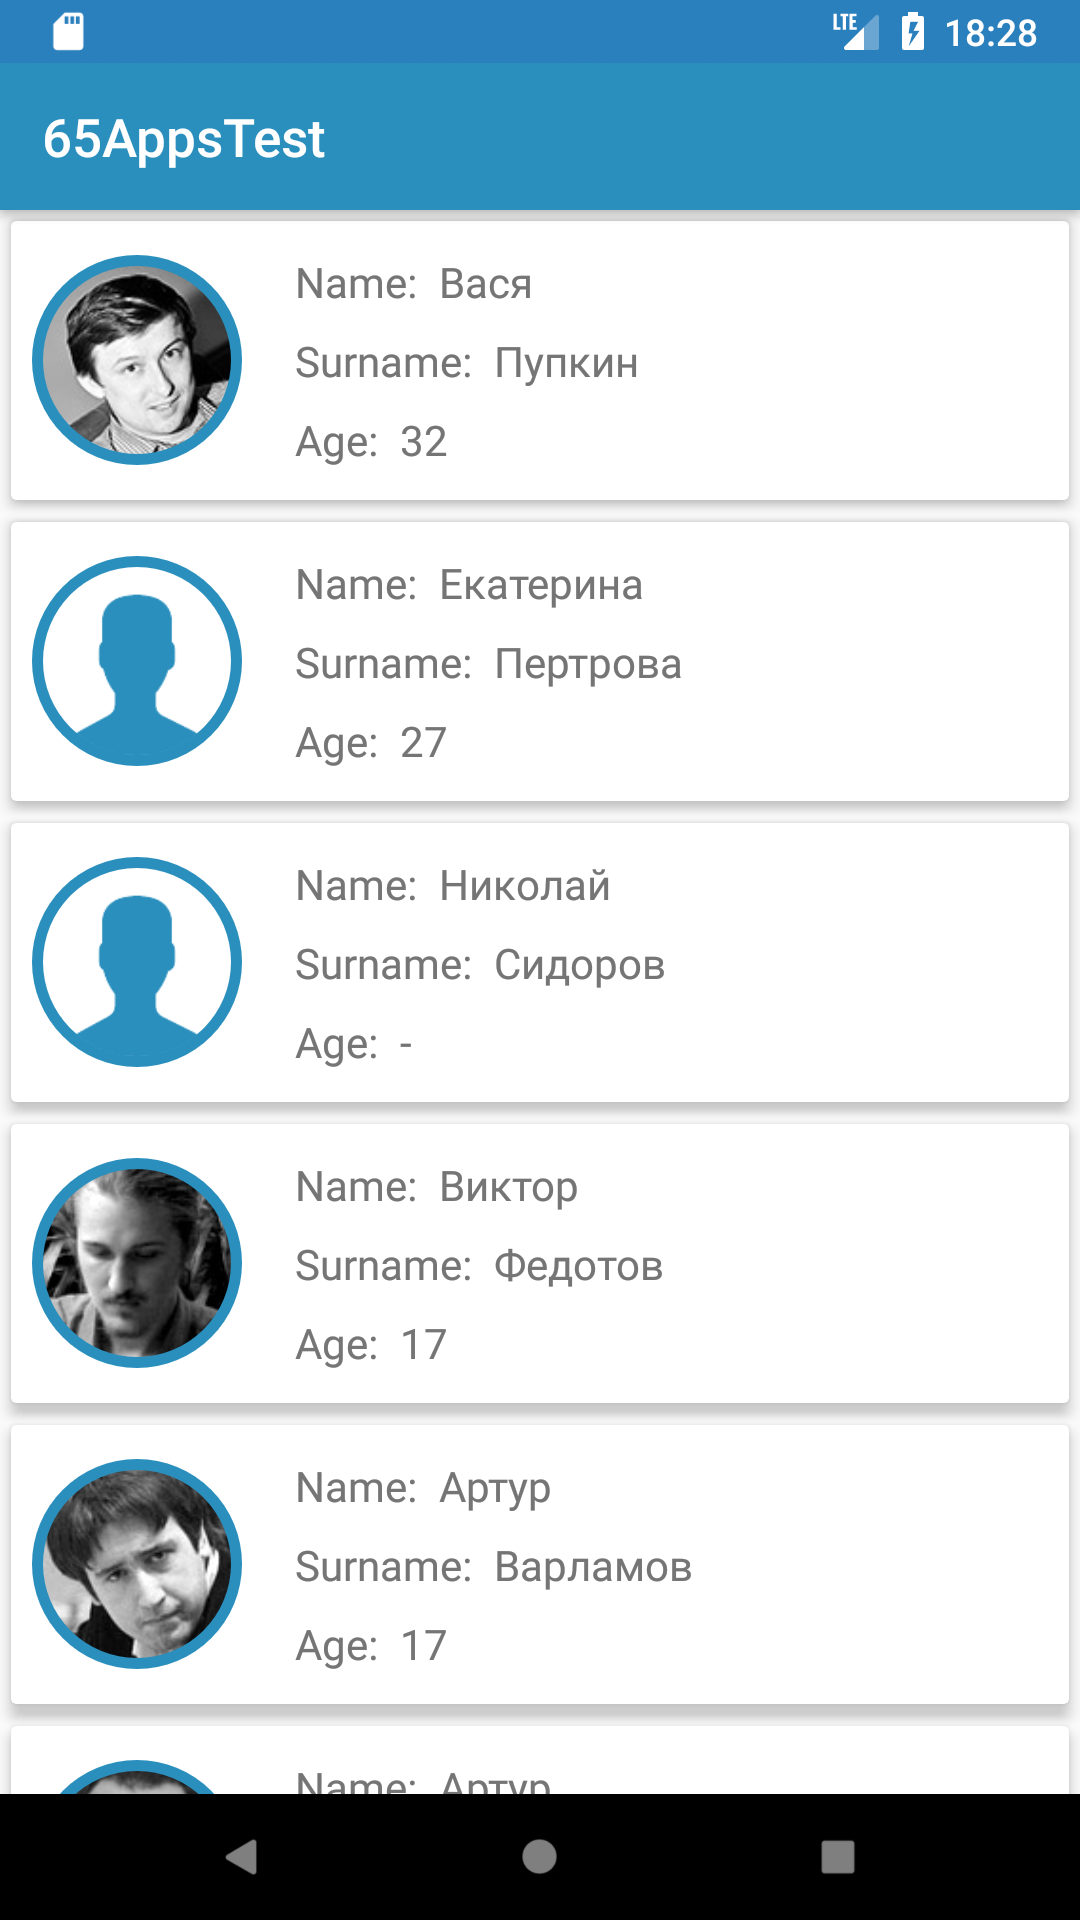 LTE 18:28
65AppsTest
Name: Вася
Surname: Пупкин
Age: 32
Name: Екатерина
Surname: Пертрова
Age: 27
Name: Николай
Surname: Сидоров
Age: -
Name: Виктор
Surname: Федотов
Age: 17
Name: Артур
Surname: Варламов
Age: 17
Name: Артур